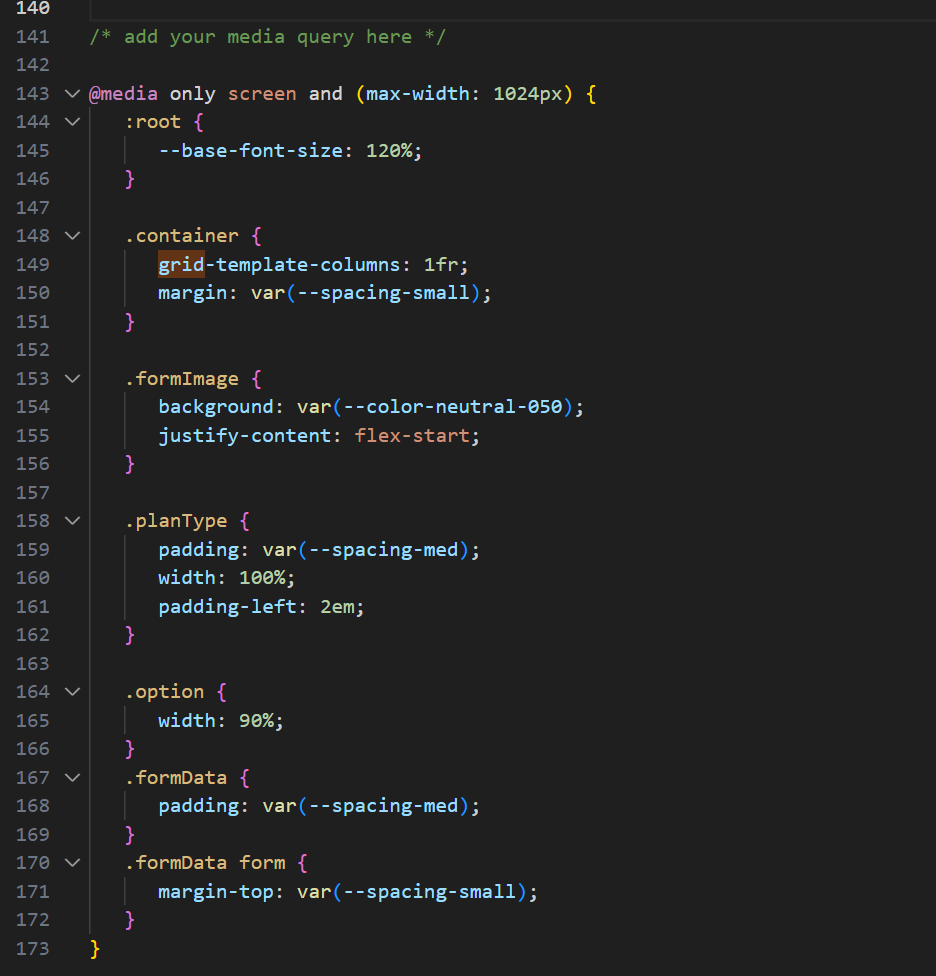 140
141 /* add your media query here */
142
143 @media only screen and (max-width: 1024px) {
144 :root {
145 --base-font-size: 120%;
146 }
147
148 .container {
149 grid-template-columns: 1fr;
150 margin: var(--spacing-small);
151 }
152
153 .formImage {
154 background: var(--color-neutral-050);
155 justify-content: flex-start;
156 }
157
158 .planType {
159 padding: var(--spacing-med);
160 width: 100%;
161 padding-left: 2em;
162 }
163
164 .option {
165 width: 90%;
166 }
167 .formData {
168 padding: var(--spacing-med);
169 }
170 .formData form {
171 margin-top: var(--spacing-small);
172 }
173 }